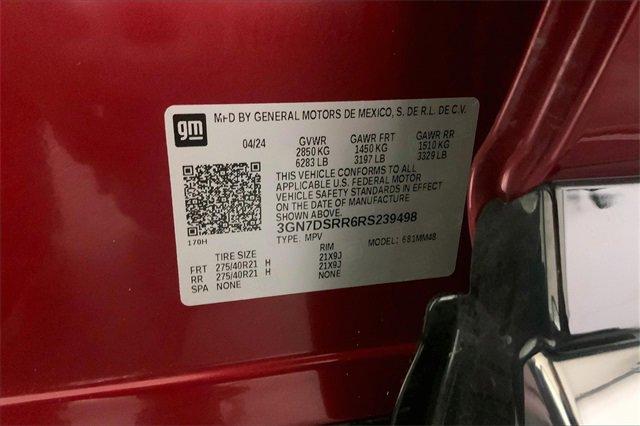 gm
MFD BY GENERAL MOTORS DE MEXICO, S. DE R.L. DE C.V.
04/24 GVWR GAWR FRT GAWR RR
2850 KG 1450 KG 1510 KG
6283 LB 3197 LB 3329 LB
THIS VEHICLE CONFORMS TO ALL
APPLICABLE U.S. FEDERAL MOTOR
VEHICLE SAFETY STANDARDS IN EFFECT
ON THE DATE OF MANUFACTURE
SHOWN ABOVE.
3GN7DSRR6RS239498
170H TYPE: MPV MODEL: 681MM48
TIRE SIZE RIM
FRT 275/40R21 H 21X9J
RR 275/40R21 H 21X9J
SPA NONE NONE